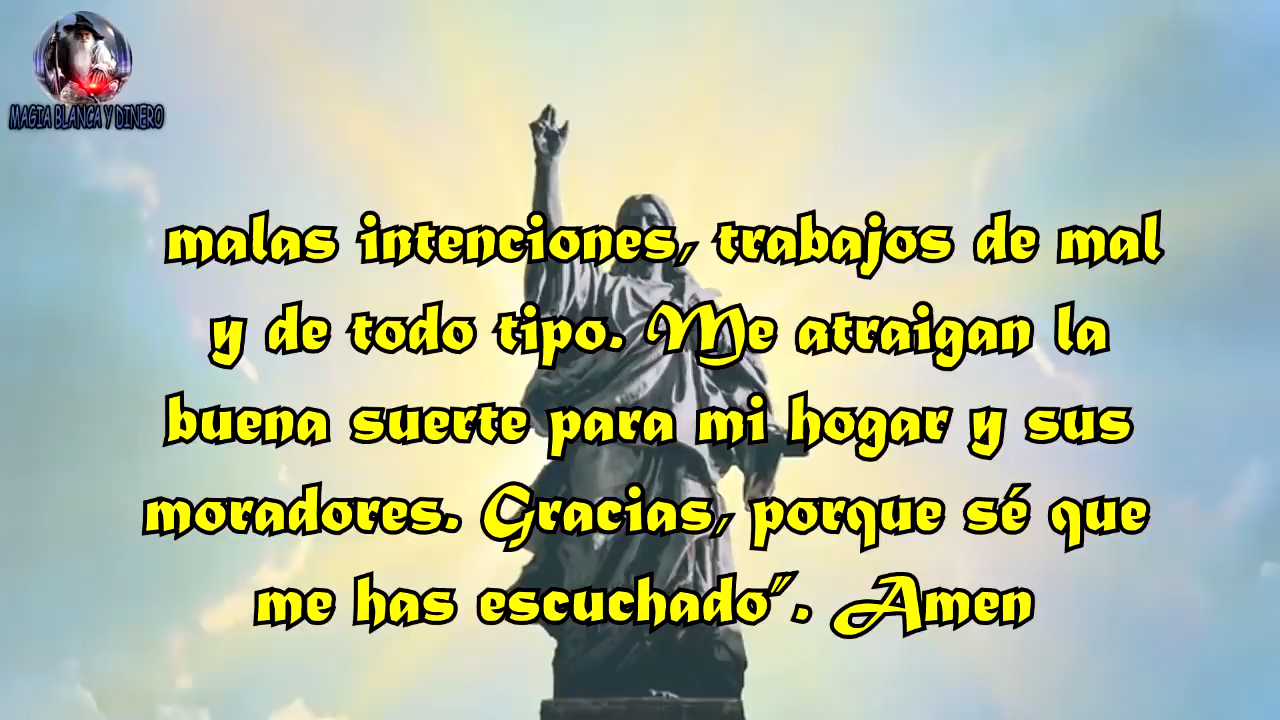 MAGIA BLANCA Y DINERO
malas intenciones, trabajos de mal
y de todo tipo. Me atraigan la
buena suerte para mi hogar y sus
moradores. Gracias, porque sé que
me has escuchado”. Amen